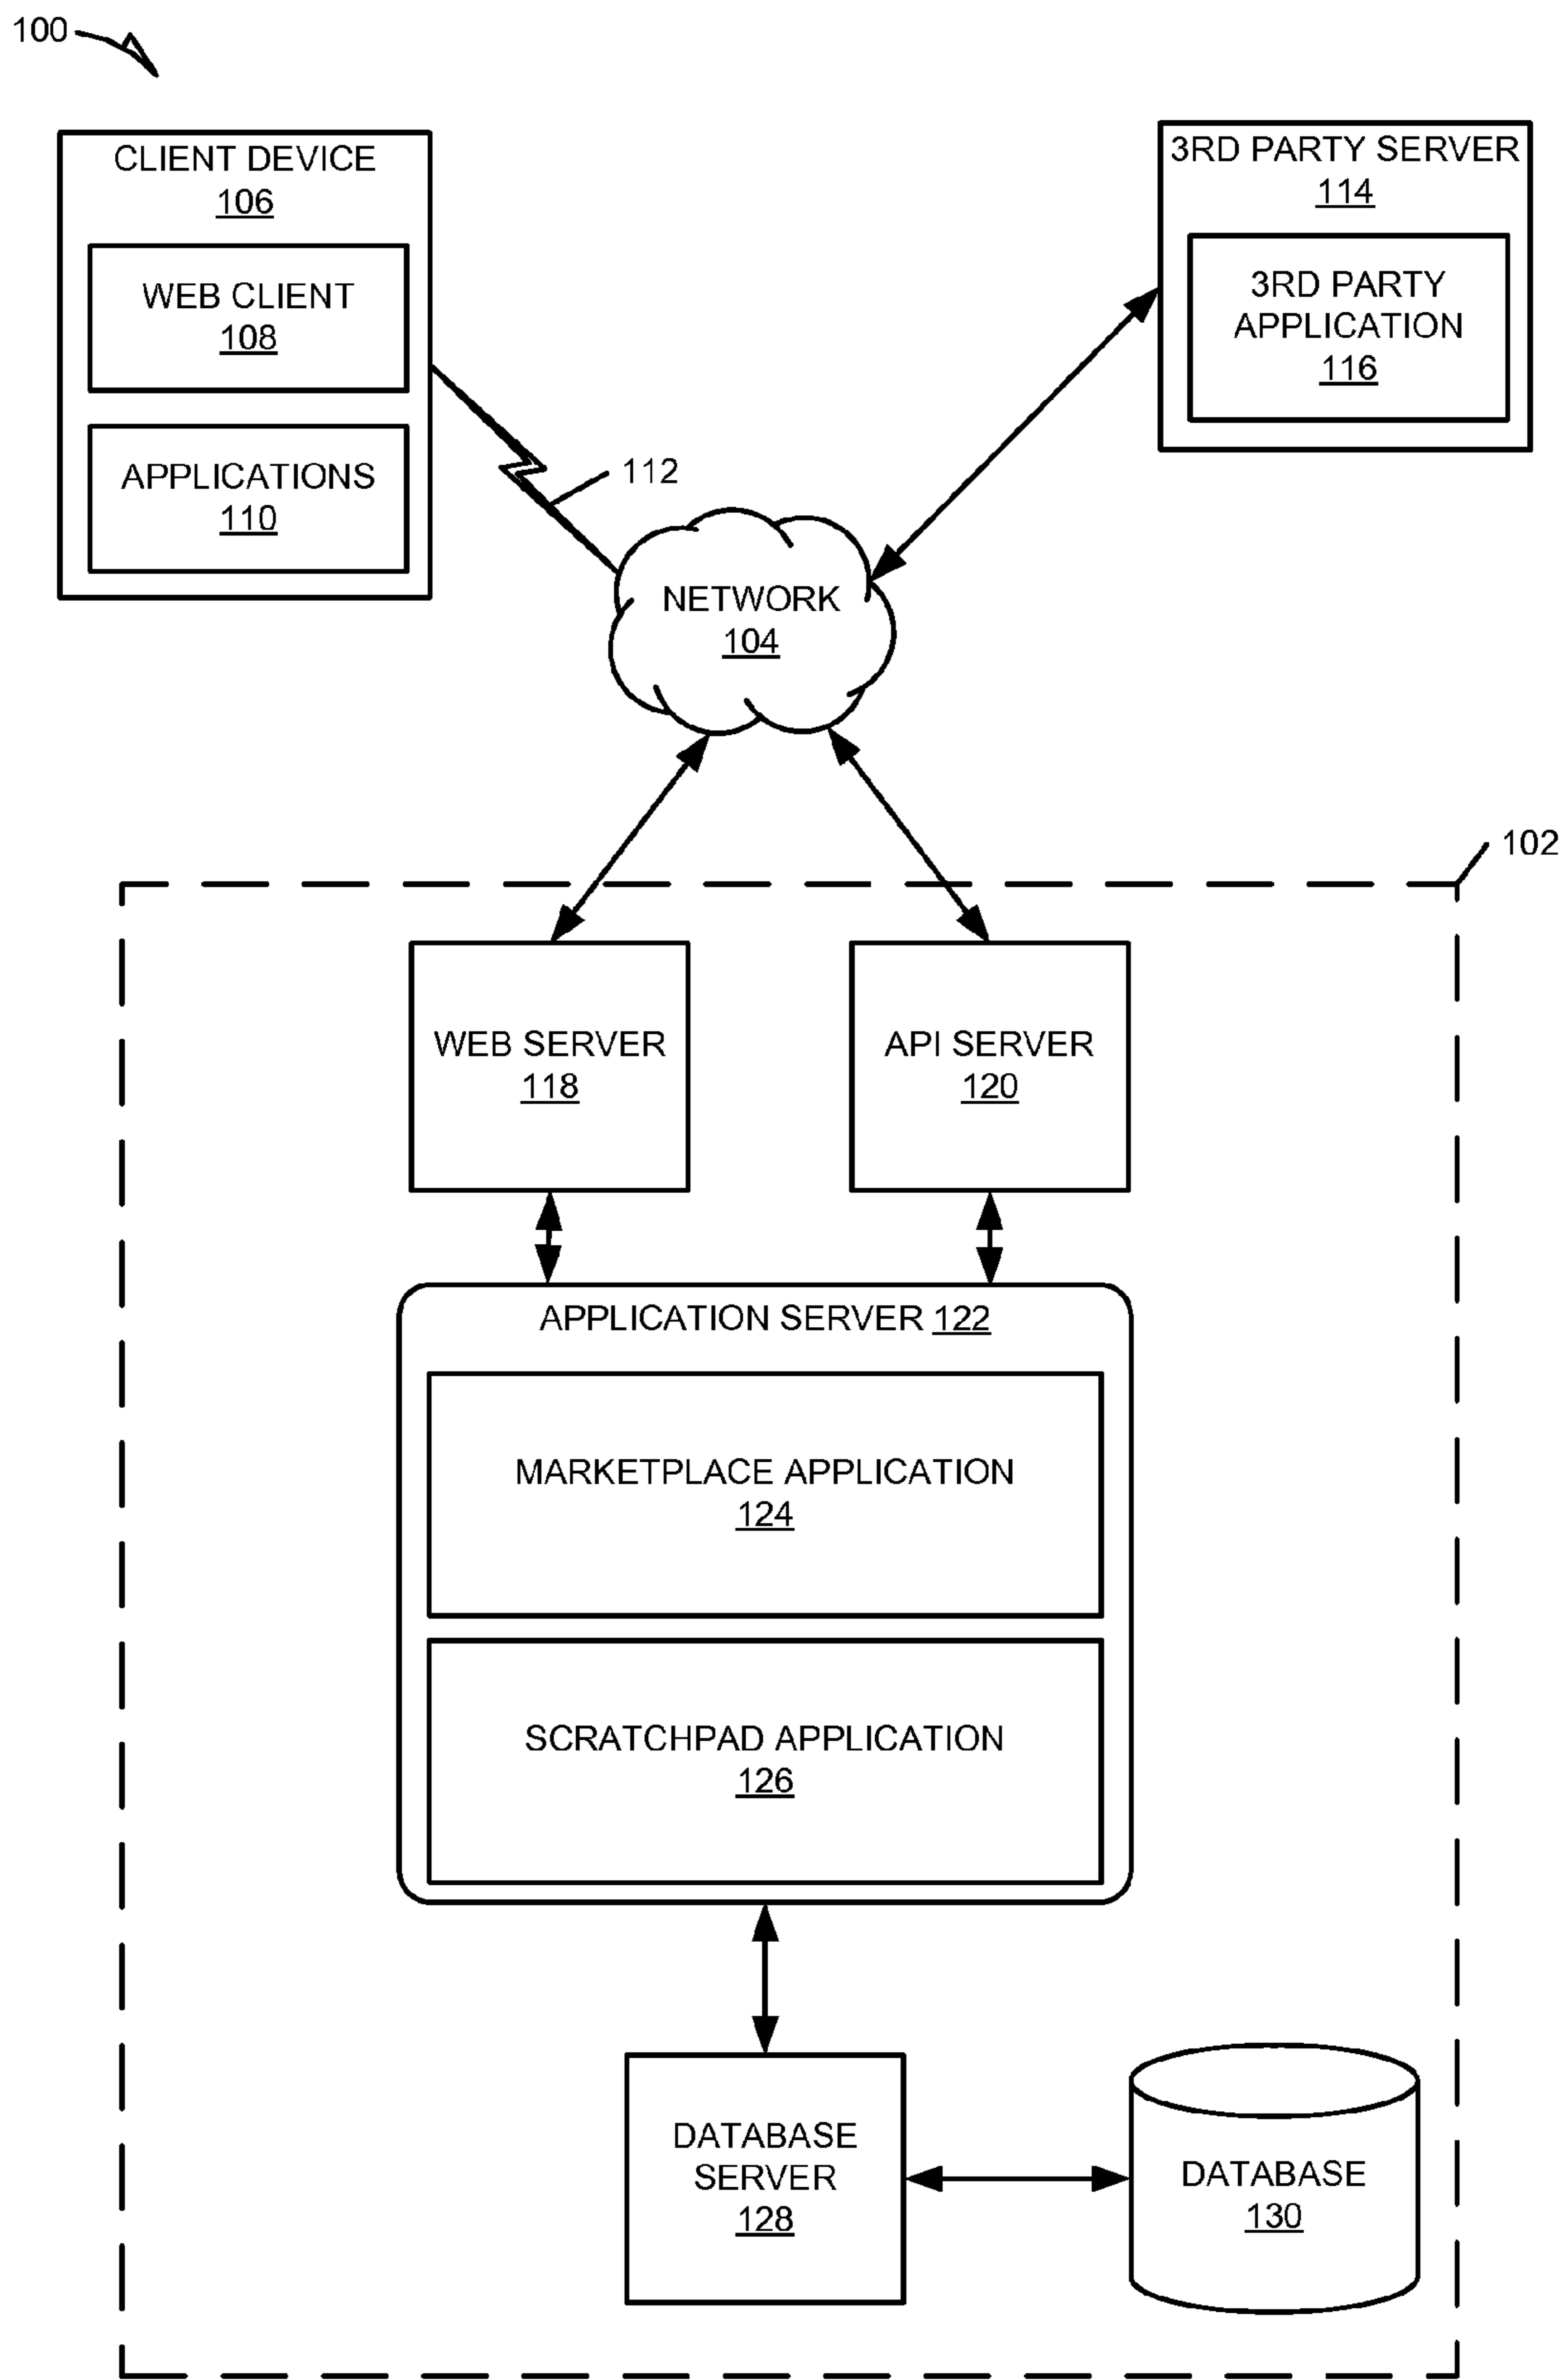 100
CLIENT DEVICE
106
WEB CLIENT
108
APPLICATIONS
110
3RD PARTY SERVER
114
3RD PARTY
APPLICATION
116
112
NETWORK
104
102
WEB SERVER
118
API SERVER
120
APPLICATION SERVER 122
MARKETPLACE APPLICATION
124
SCRATCHPAD APPLICATION
126
DATABASE
SERVER
128
DATABASE
130